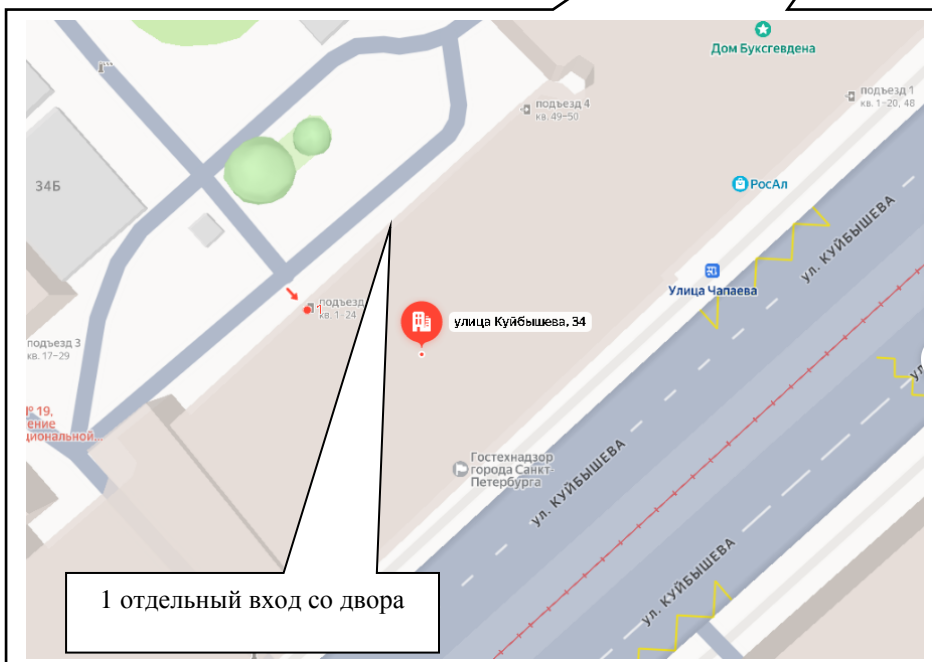 Дом Буксгевдена
подъезд 4
кв. 49–50
подъезд 1
кв. 1–20, 48
34Б
РосАл
ул. КУЙБЫШЕВА
Улица Чапаева
1
подъезд
кв. 1–24
улица Куйбышева, 34
подъезд 3
кв. 17–29
№ 19,
Гостехнадзор
города Санкт-
Петербурга
ул. КУЙБЫШЕВА
ул. КУЙБЫШЕВА
1 отдельный вход со двора